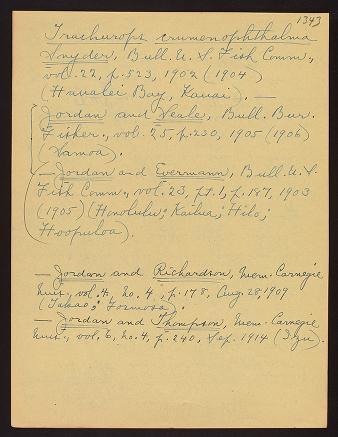 1343
Trachurops crumenophthalma
Snyder, Bull. U. S. Fish Comm.,
vol. 22, p. 523, 1902 (1904)
(Hanalei Bay, Kauai). —
Jordan and Seale, Bull. Bur.
Fisher., vol. 25, p. 230, 1905 (1906)
(Samoa).
— Jordan and Evermann, Bull. U. S.
Fish Comm., vol. 23, pt. 1, p. 187, 1903
(1905) (Honolulu; Kailua; Hilo;
Hoopuloa).
— Jordan and Richardson, Mem. Carnegie
Mus., vol. 4, no. 4, p. 178, Aug. 28, 1909
(Takao; Formosa).
— Jordan and Thompson, Mem. Carnegie
Mus., vol. 6, no. 4, p. 240, Sep. 1914 (Izu).